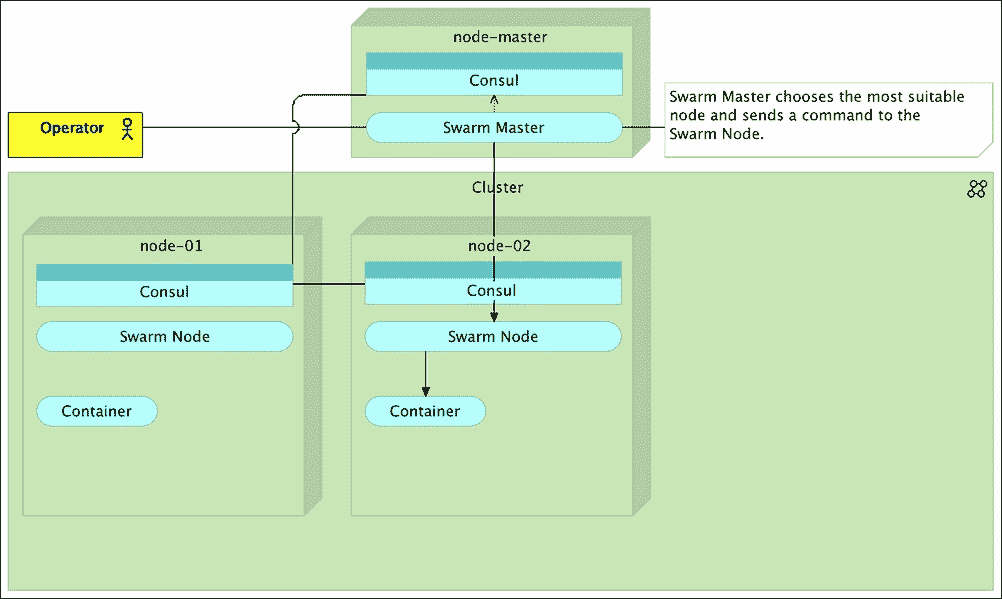 node-master
Consul
Operator
Swarm Master
Swarm Master chooses the most suitable
node and sends a command to the
Swarm Node.
Cluster
node-01
Consul
Swarm Node
Container
node-02
Consul
Swarm Node
Container